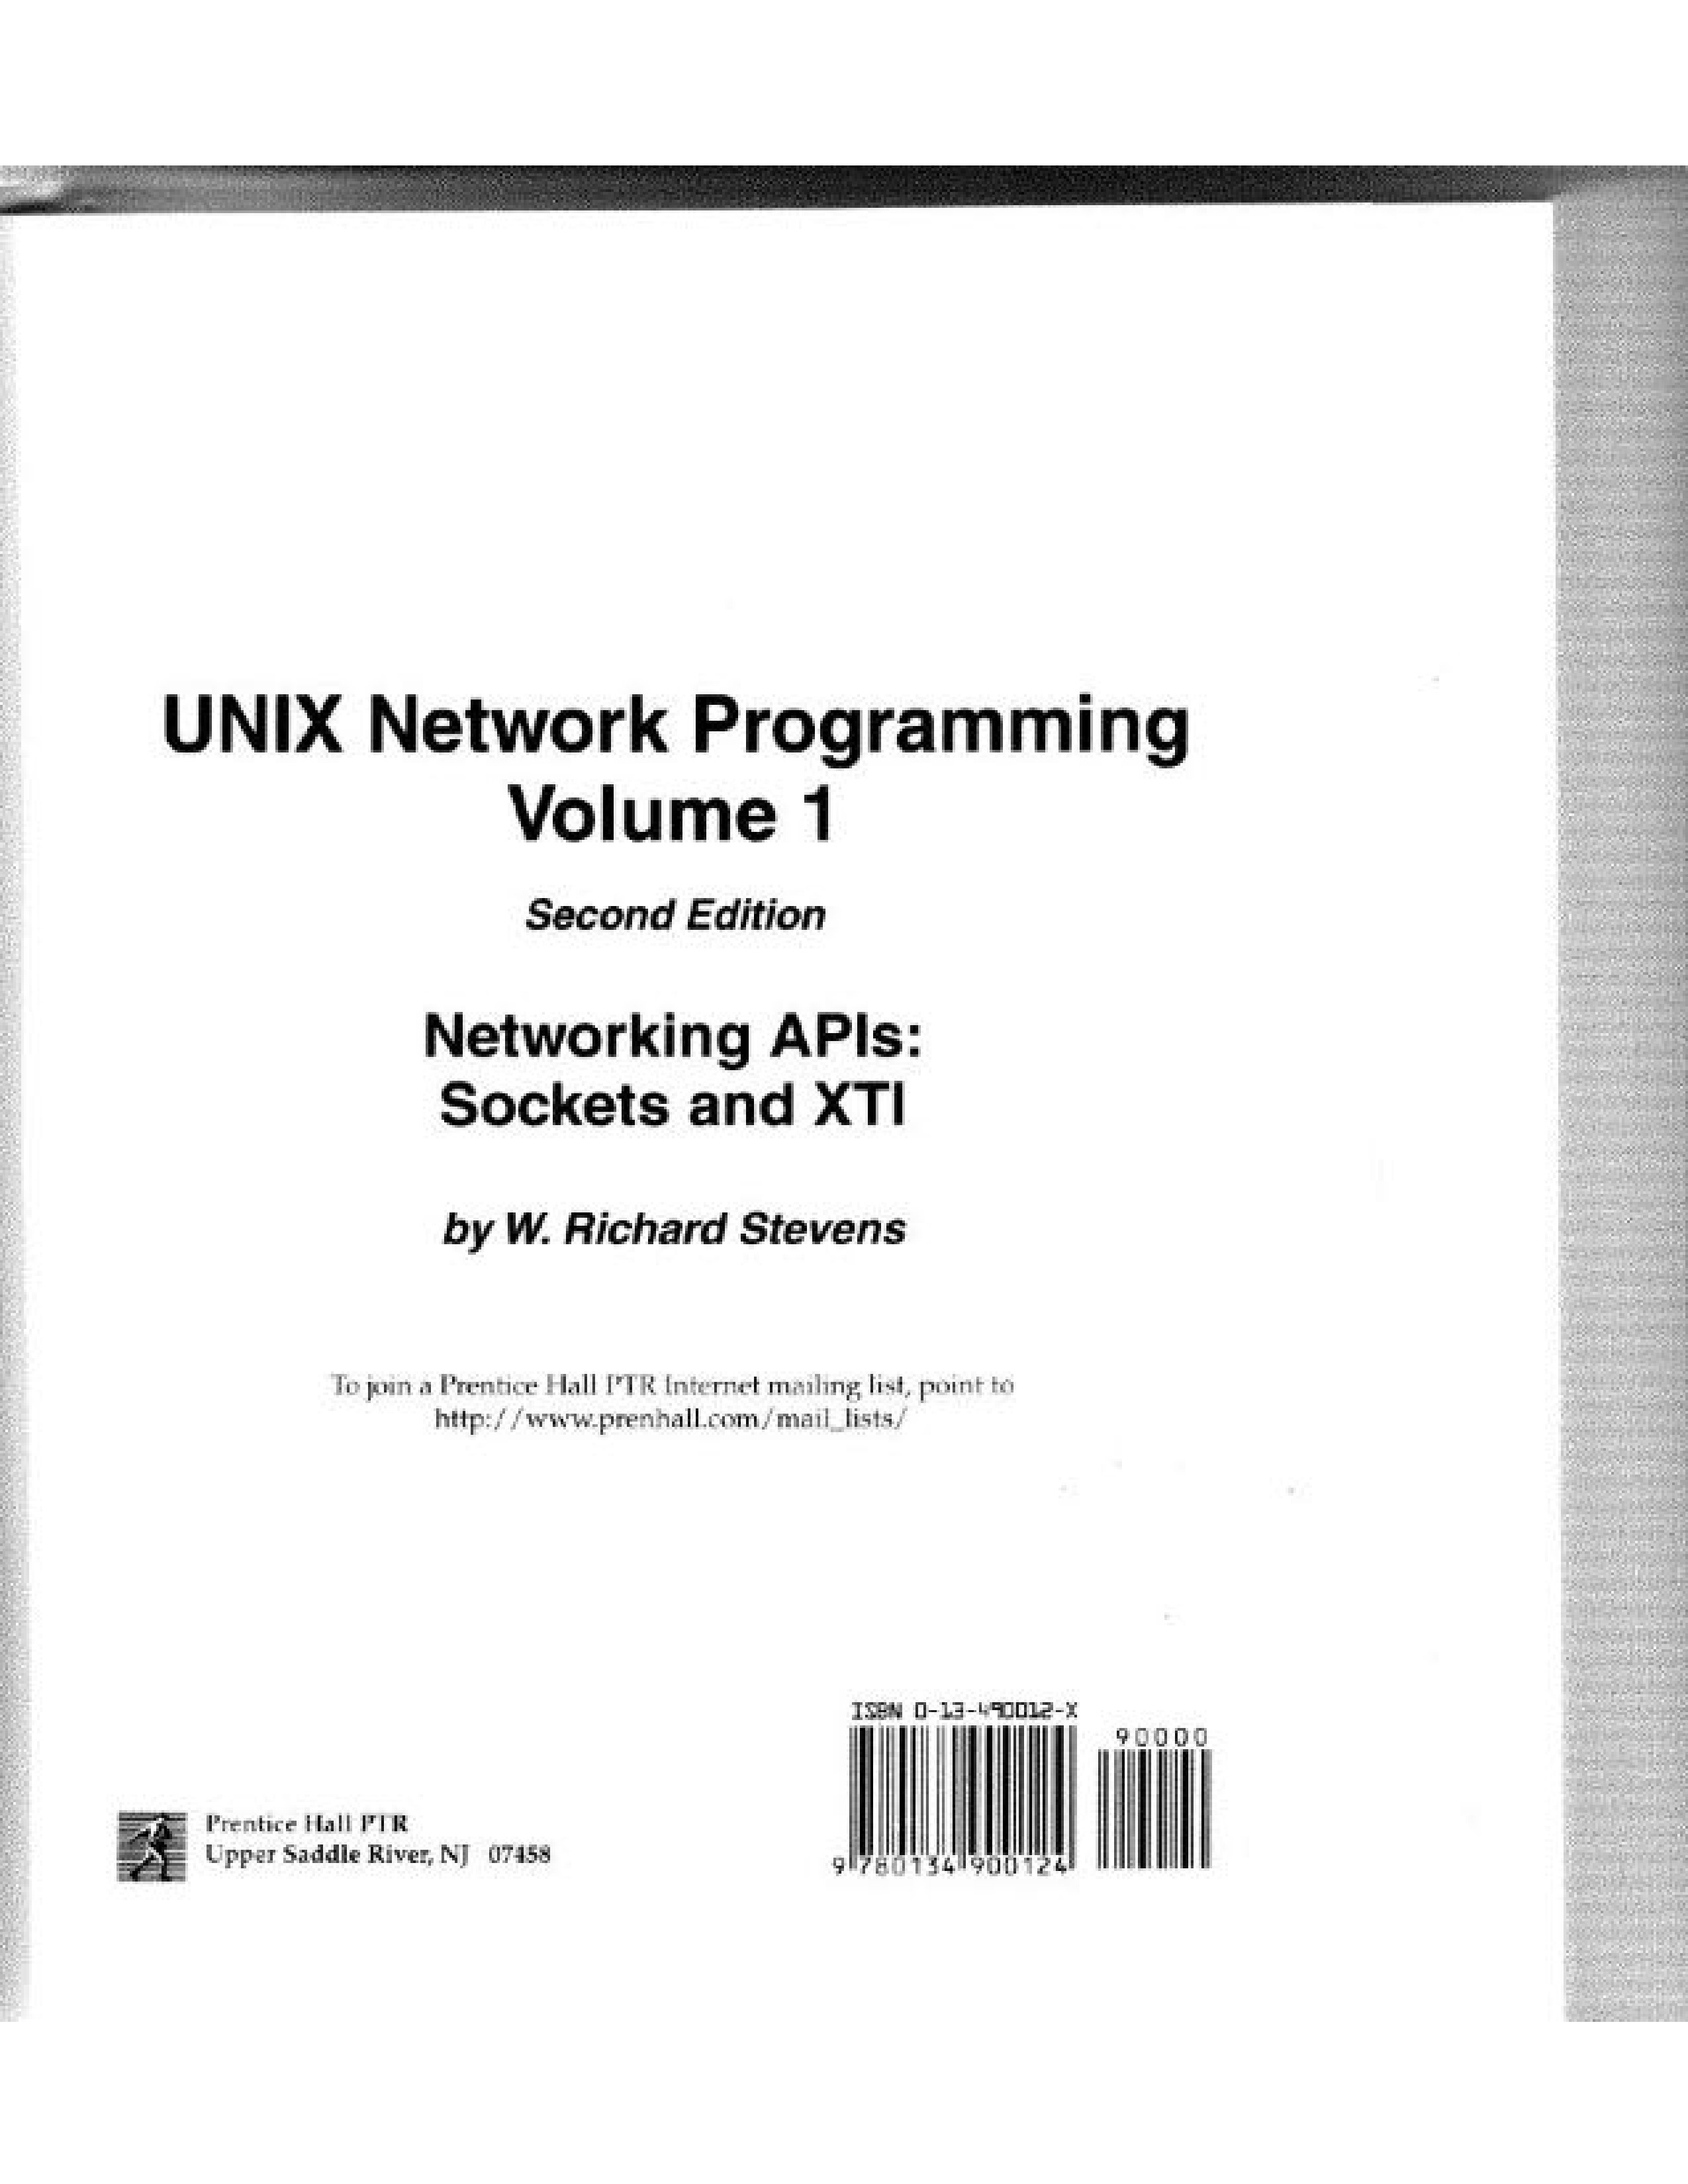 UNIX Network Programming
Volume 1
Second Edition
Networking APIs:
Sockets and XTI
by W. Richard Stevens
To join a Prentice Hall PTR Internet mailing list, point to
http://www.prenhall.com/mail_lists/
ISBN 0-13-490012-X
90000
9 780134 900124
Prentice Hall PTR
Upper Saddle River, NJ 07458